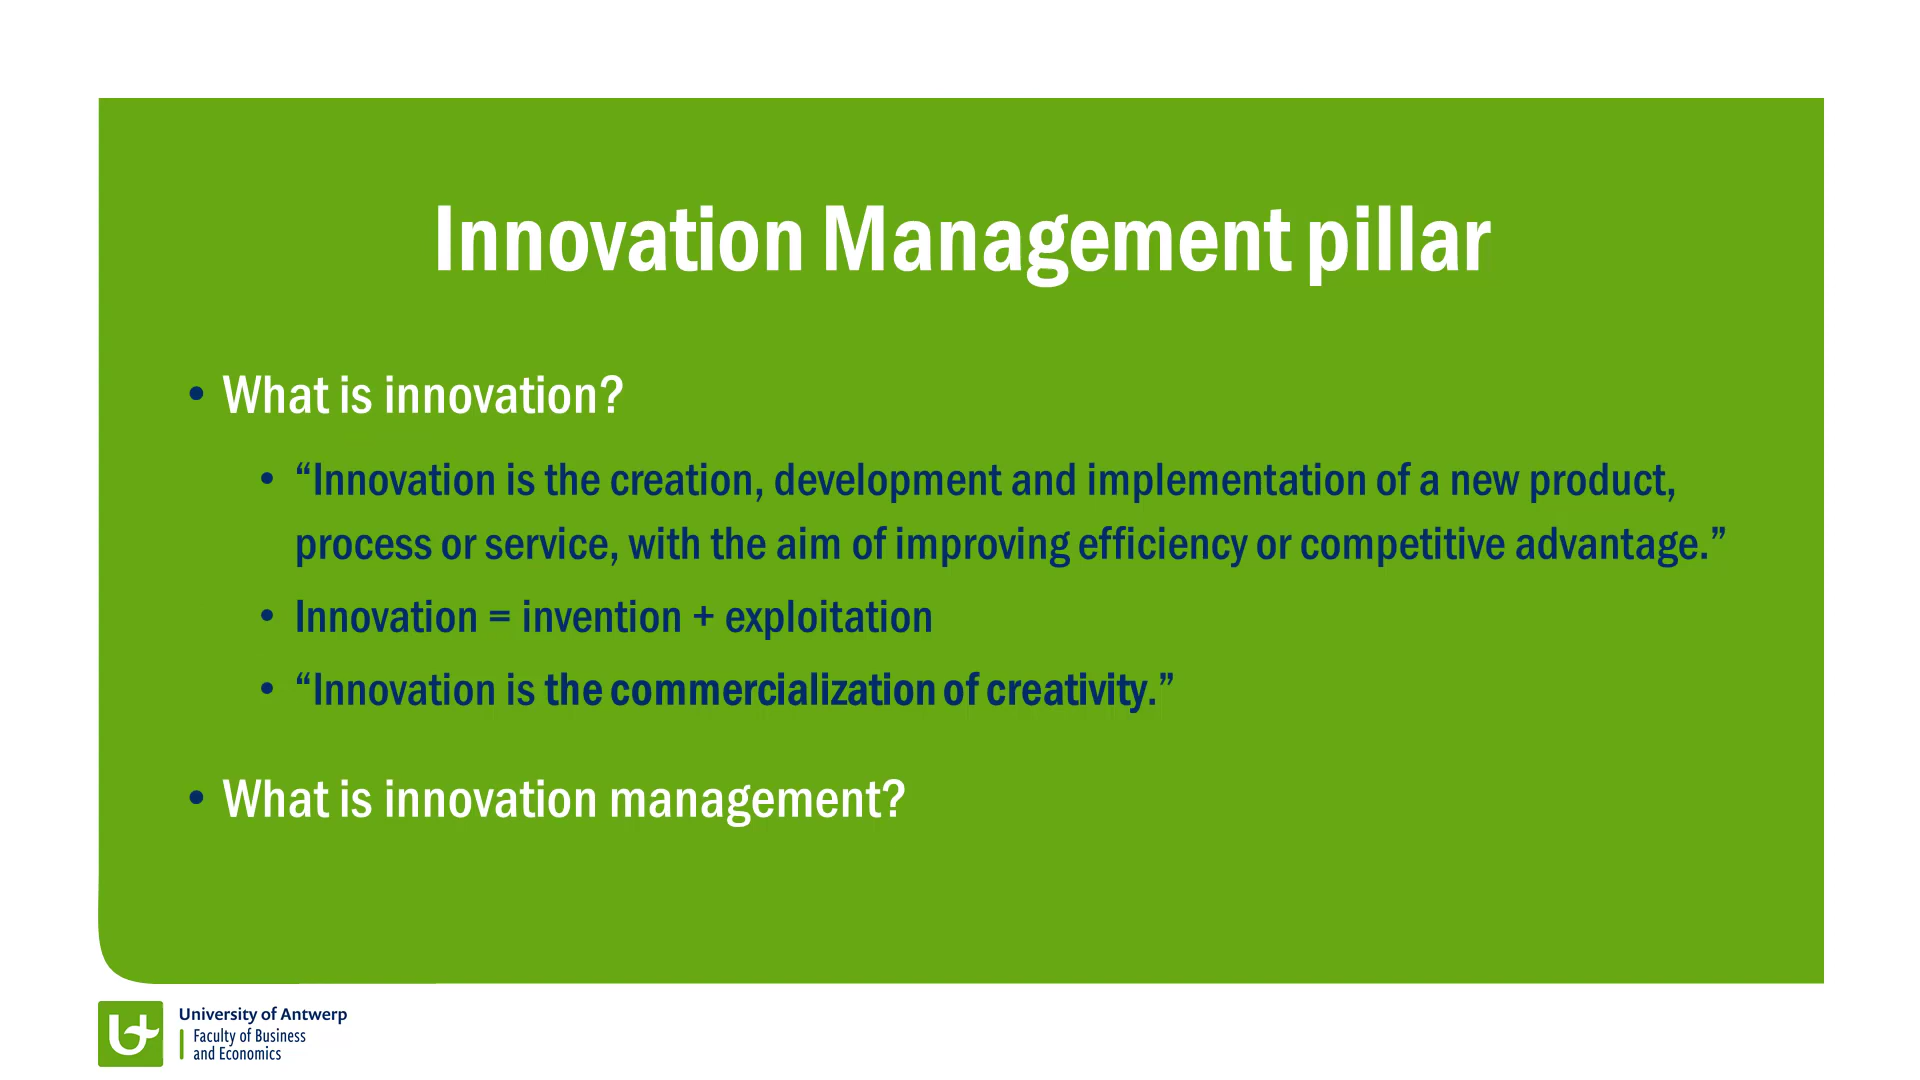 Innovation Management pillar
• What is innovation?
• “Innovation is the creation, development and implementation of a new product,
process or service, with the aim of improving efficiency or competitive advantage.”
• Innovation = invention + exploitation
• “Innovation is the commercialization of creativity.”
• What is innovation management?
University of Antwerp
Faculty of Business
and Economics